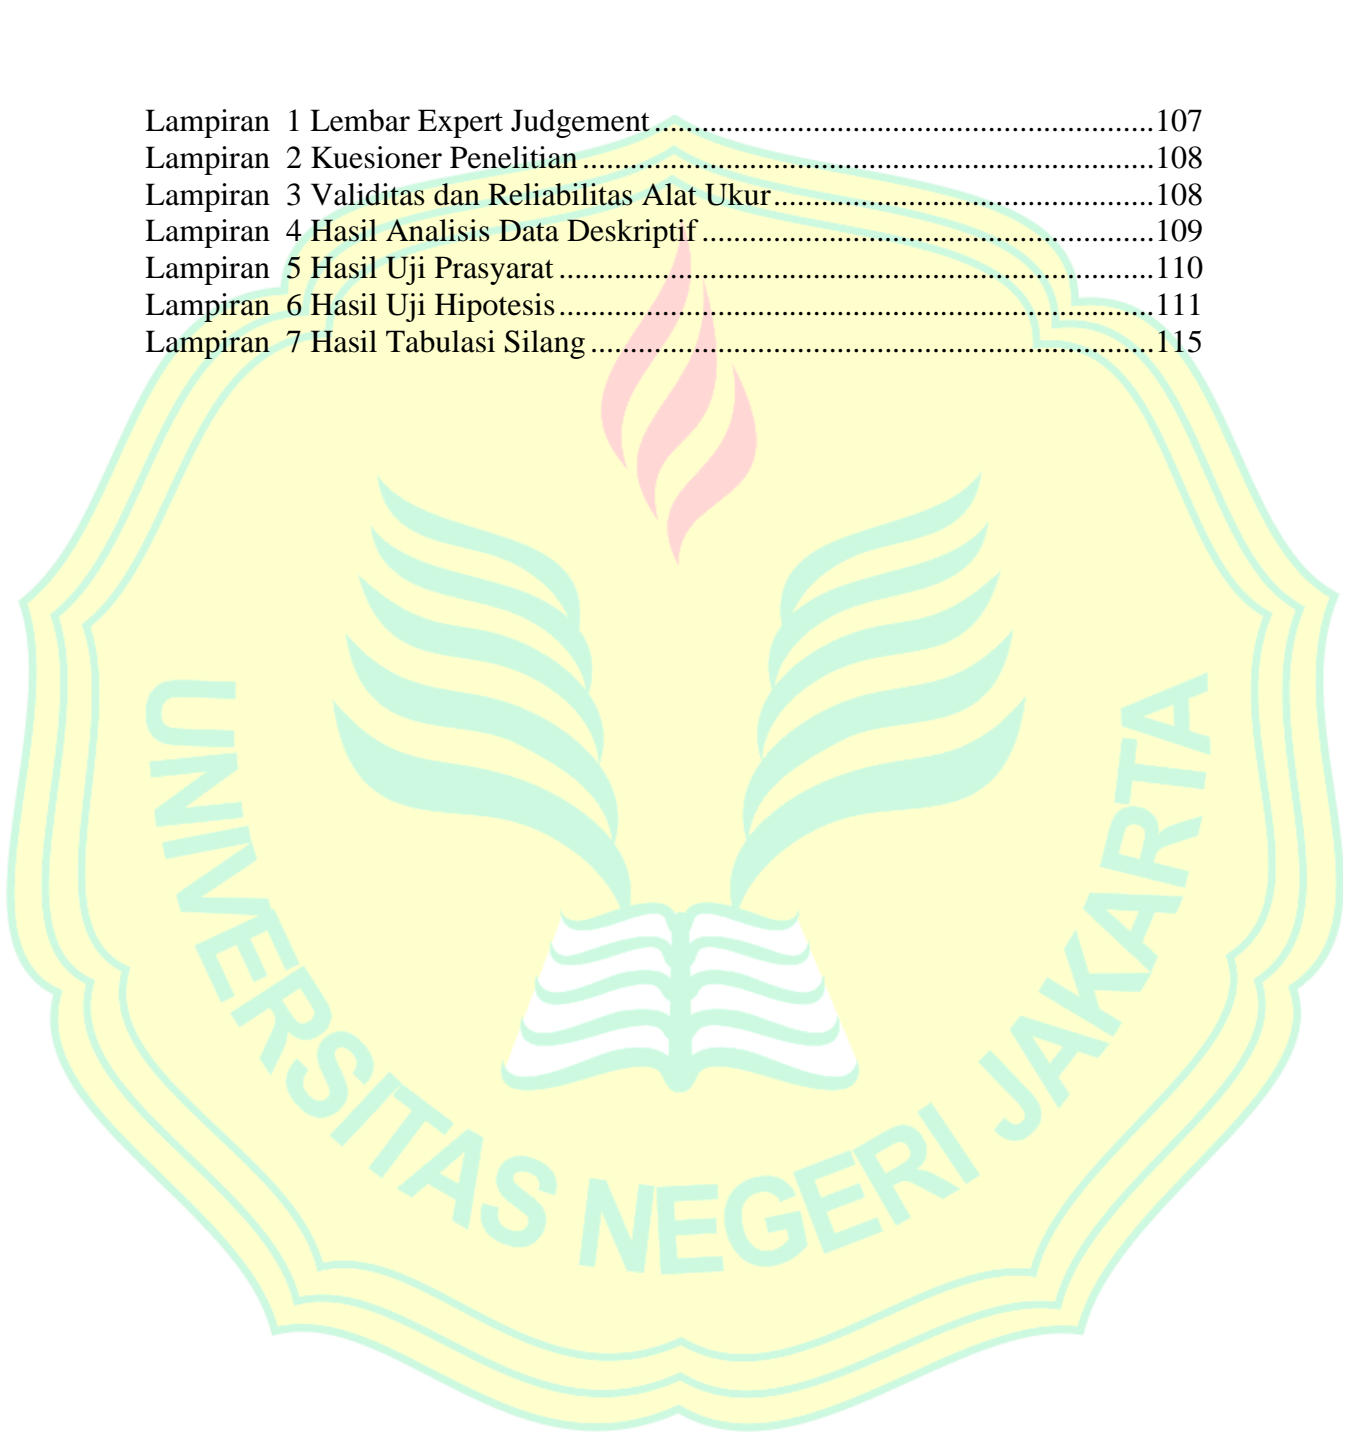 Lampiran  1 Lembar Expert Judgement ................................................................107
Lampiran  2 Kuesioner Penelitian .........................................................................108
Lampiran  3 Validitas dan Reliabilitas Alat Ukur.................................................108
Lampiran  4 Hasil Analisis Data Deskriptif ..........................................................109
Lampiran  5 Hasil Uji Prasyarat ............................................................................110
Lampiran  6 Hasil Uji Hipotesis............................................................................111
Lampiran  7 Hasil Tabulasi Silang ........................................................................115
UNIVERSITAS NEGERI JAKARTA